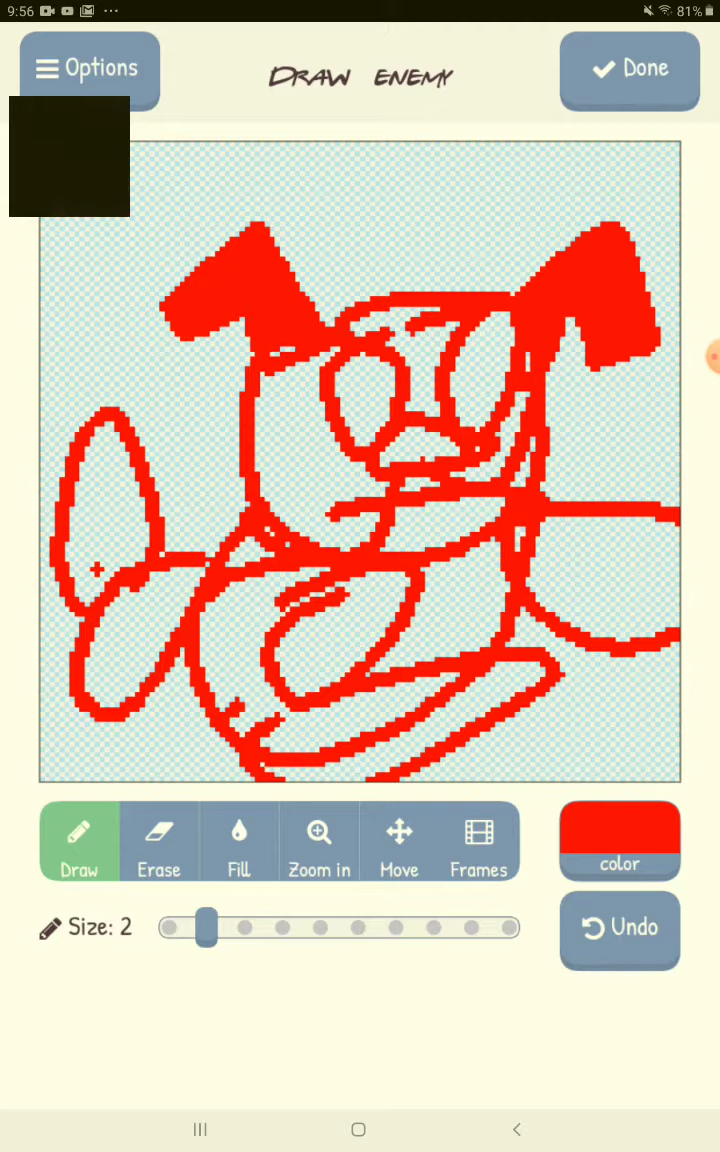 9:56
81%
Options
DRAW ENEMY
Done
Draw
Erase
Fill
Zoom in
Move
Frames
color
Size: 2
Undo